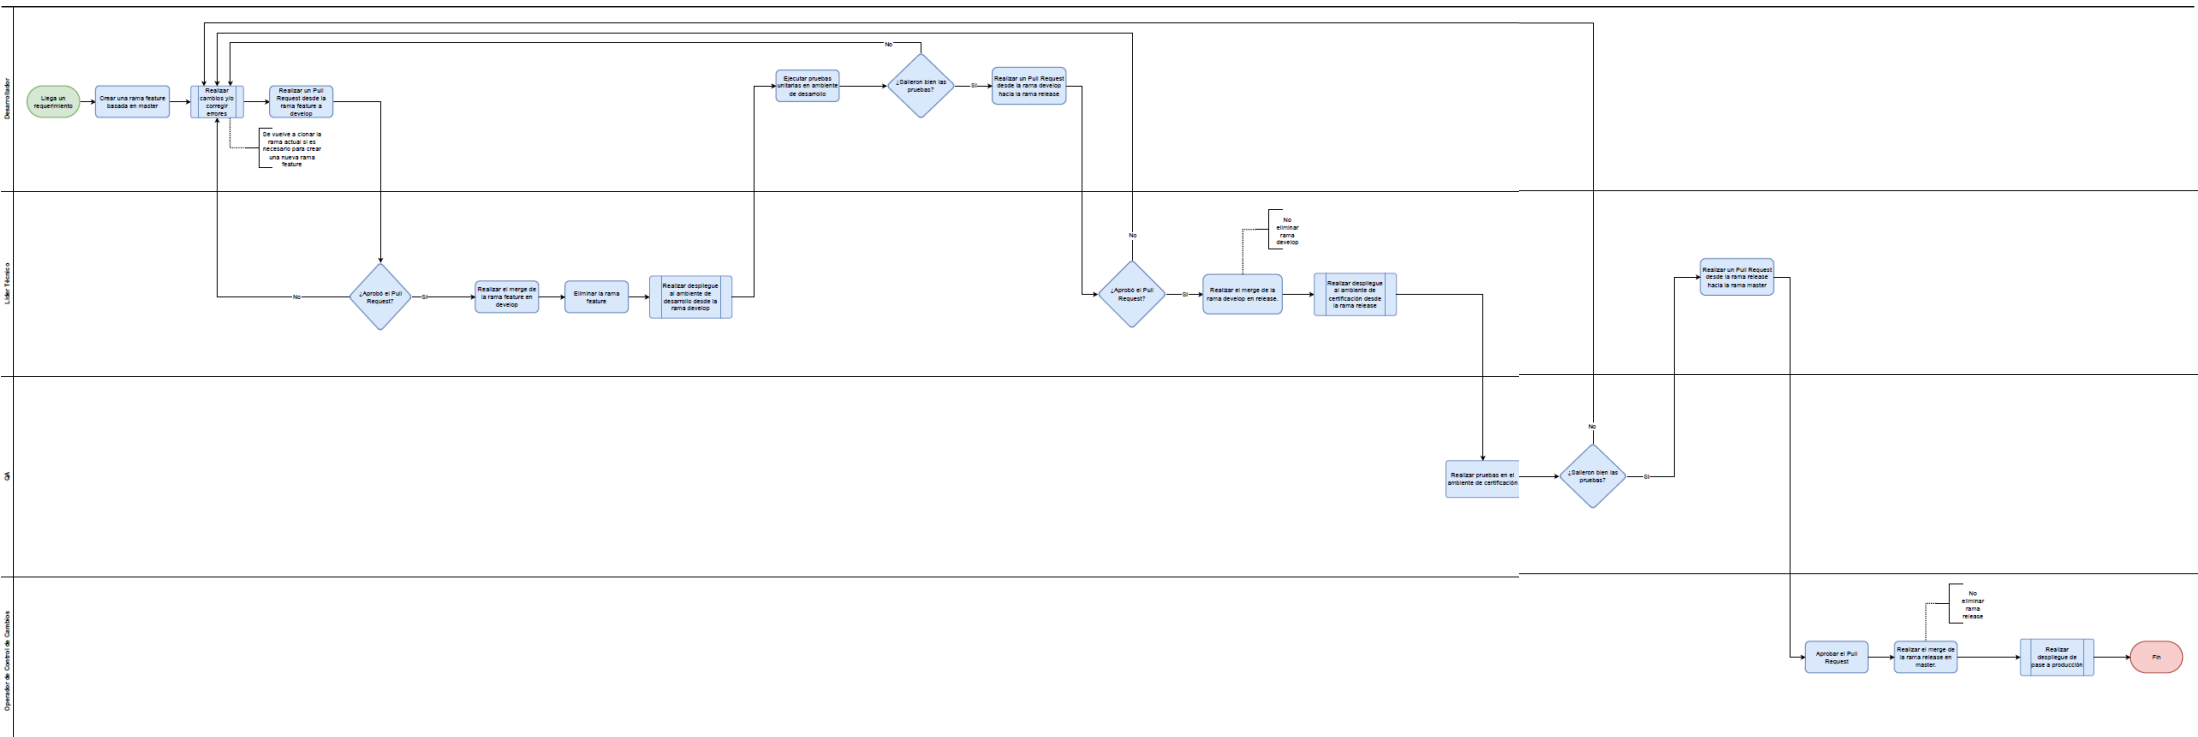 Desarrollador
Llega un
requerimiento
Crear una rama feature
basada en master
Realizar
cambios y/o
corregir
errores
Realizar un Pull
Request desde la
rama feature a
develop
Se vuelve a clonar la
rama actual si es
necesario para crear
una nueva rama
feature
Ejecutar pruebas
unitarias en ambiente
de desarrollo
No
¿Salieron bien las
pruebas?
Si
Realizar un Pull Request
desde la rama develop
hacia la rama release
Líder Técnico
No
¿Aprobó el Pull
Request?
Si
Realizar el merge de
la rama feature en
develop
Eliminar la rama
feature
Realizar despliegue
al ambiente de
desarrollo desde la
rama develop
No
¿Aprobó el Pull
Request?
Si
Realizar el merge de la
rama develop en release.
No
eliminar
rama
develop
Realizar despliegue
al ambiente de
certificación desde
la rama release
Realizar un Pull Request
desde la rama release
hacia la rama master
QA
Realizar pruebas en el
ambiente de certificación
No
¿Salieron bien las
pruebas?
Si
Operador de Control de Cambios
Aprobar el Pull
Request
Realizar el merge de
la rama release en
master.
No
eliminar
rama
release
Realizar
despliegue de
pase a producción
Fin